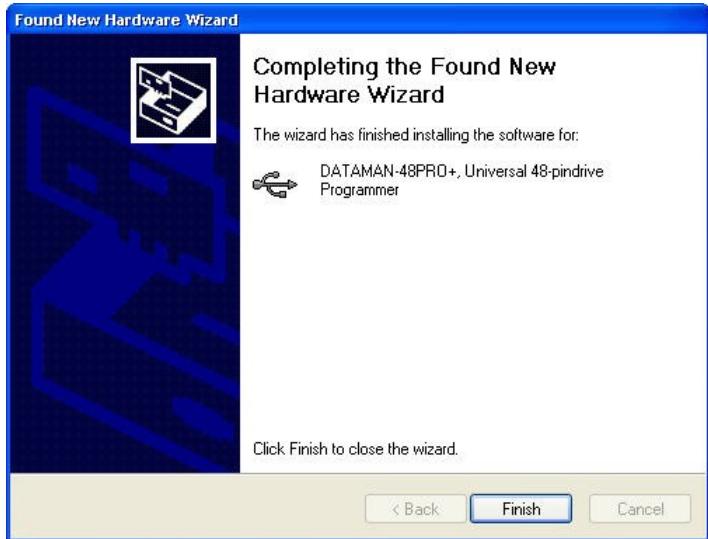 Found New Hardware Wizard
Completing the Found New
Hardware Wizard
The wizard has finished installing the software for:
DATAMAN-48PRO+, Universal 48-pindrive
Programmer
Click Finish to close the wizard.
< Back Finish Cancel